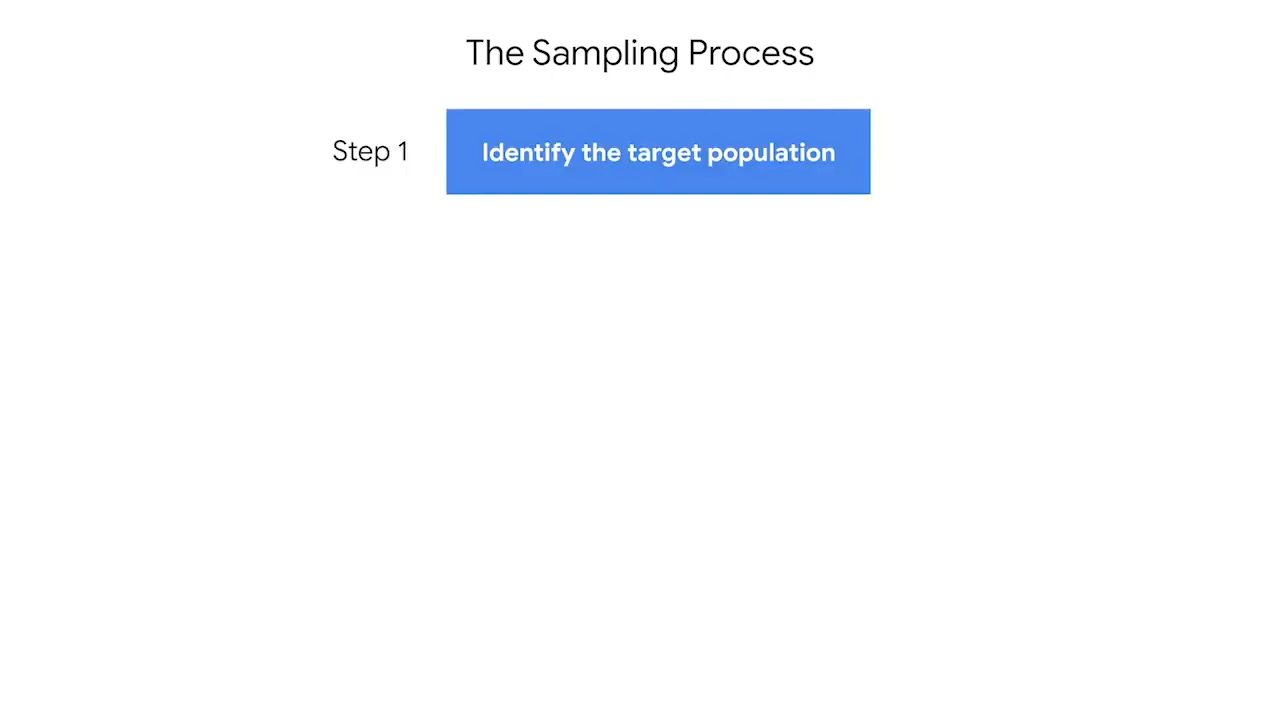 The Sampling Process
Step 1 Identify the target population